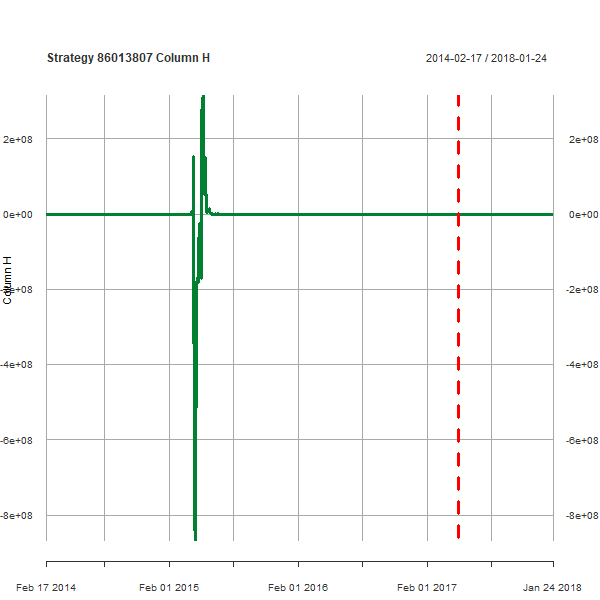 Strategy 86013807 Column H
2014-02-17 / 2018-01-24
2e+08
2e+08
0e+00
0e+00
Column H
-2e+08
-2e+08
-4e+08
-4e+08
-6e+08
-6e+08
-8e+08
-8e+08
Feb 17 2014
Feb 01 2015
Feb 01 2016
Feb 01 2017
Jan 24 2018